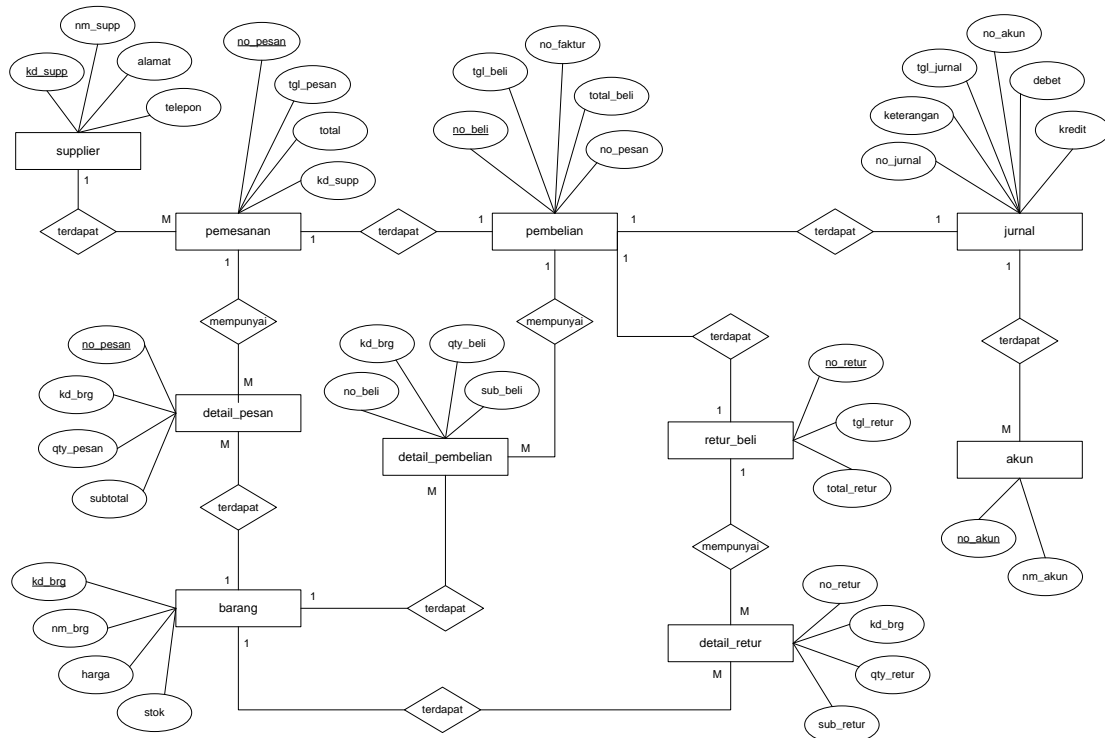 nm_supp
kd_supp
alamat
telepon
supplier
1
terdapat
no_pesan
tgl_pesan
total
kd_supp
M
pemesanan
1
1
terdapat
no_faktur
tgl_beli
total_beli
no_beli
no_pesan
1
pembelian
1
1
1
terdapat
no_akun
tgl_jurnal
debet
keterangan
kredit
no_jurnal
1
jurnal
1
mempunyai
no_pesan
kd_brg
qty_pesan
subtotal
M
detail_pesan
M
terdapat
1
mempunyai
kd_brg
qty_beli
no_beli
sub_beli
M
detail_pembelian
M
terdapat
terdapat
1
retur_beli
1
no_retur
tgl_retur
total_retur
terdapat
M
akun
no_akun
nm_akun
kd_brg
nm_brg
harga
stok
barang
1
1
mempunyai
M
detail_retur
M
no_retur
kd_brg
qty_retur
sub_retur
terdapat